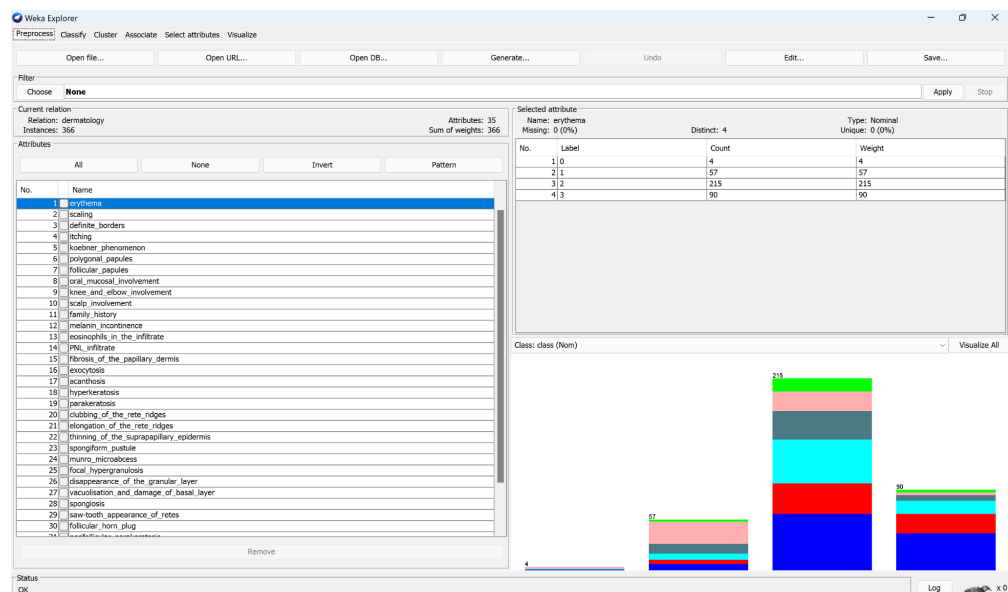 Weka Explorer
Preprocess Classify Cluster Associate Select attributes Visualize
Open file... Open URL... Open DB... Generate... Undo Edit... Save...
Filter
Choose None Apply Stop
Current relation
Relation: dermatology Attributes: 35
Instances: 366 Sum of weights: 366
Attributes
All None Invert Pattern
No. Name
1 erythema
2 scaling
3 definite_borders
4 itching
5 koebner_phenomenon
6 polygonal_papules
7 follicular_papules
8 oral_mucosal_involvement
9 knee_and_elbow_involvement
10 scalp_involvement
11 family_history
12 melanin_incontinence
13 eosinophils_in_the_infiltrate
14 PNL_infiltrate
15 fibrosis_of_the_papillary_dermis
16 exocytosis
17 acanthosis
18 hyperkeratosis
19 parakeratosis
20 clubbing_of_the_rete_ridges
21 elongation_of_the_rete_ridges
22 thinning_of_the_suprapapillary_epidermis
23 spongiform_pustule
24 munro_microabcess
25 focal_hypergranulosis
26 disappearance_of_the_granular_layer
27 vacuolisation_and_damage_of_basal_layer
28 spongiosis
29 saw-tooth_appearance_of_retes
30 follicular_horn_plug
Remove
Selected attribute
Name: erythema Type: Nominal
Missing: 0 (0%) Distinct: 4 Unique: 0 (0%)
No. Label Count Weight
1 0 4 4
2 1 57 57
3 2 215 215
4 3 90 90
Class: class (Nom) Visualize All
215
90
57
4
Status
OK
Log x 0